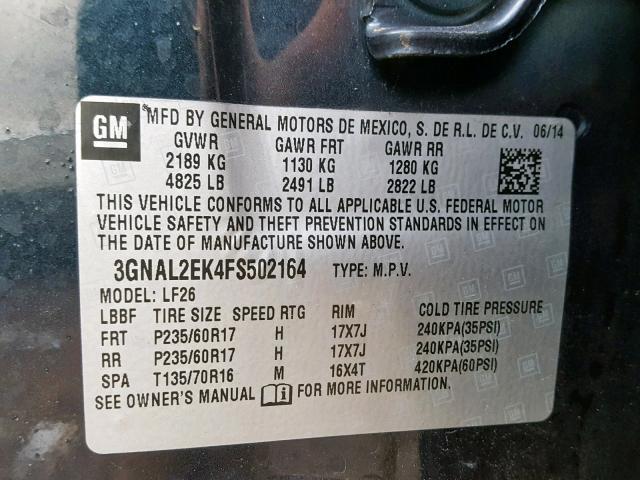 GM MFD BY GENERAL MOTORS DE MEXICO, S. DE R.L. DE C.V. 06/14
GVWR GAWR FRT GAWR RR
2189 KG 1130 KG 1280 KG
4825 LB 2491 LB 2822 LB
THIS VEHICLE CONFORMS TO ALL APPLICABLE U.S. FEDERAL MOTOR
VEHICLE SAFETY AND THEFT PREVENTION STANDARDS IN EFFECT ON
THE DATE OF MANUFACTURE SHOWN ABOVE.
3GNAL2EK4FS502164 TYPE: M.P.V.
MODEL: LF26
LBBF TIRE SIZE SPEED RTG RIM COLD TIRE PRESSURE
FRT P235/60R17 H 17X7J 240KPA(35PSI)
RR P235/60R17 H 17X7J 240KPA(35PSI)
SPA T135/70R16 M 16X4T 420KPA(60PSI)
SEE OWNER'S MANUAL FOR MORE INFORMATION.